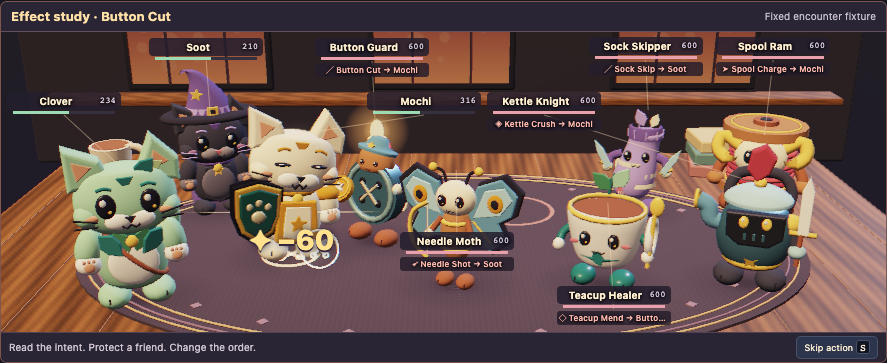 Effect study · Button Cut
Fixed encounter fixture
Soot 210
Button Guard 600
Button Cut → Mochi
Sock Skipper 600
Sock Skip → Soot
Spool Ram 600
Spool Charge → Mochi
Clover 234
Mochi 316
Kettle Knight 600
Kettle Crush → Mochi
−60
Needle Moth 600
Needle Shot → Soot
Teacup Healer 600
Teacup Mend → Butto...
Read the intent. Protect a friend. Change the order.
Skip action S